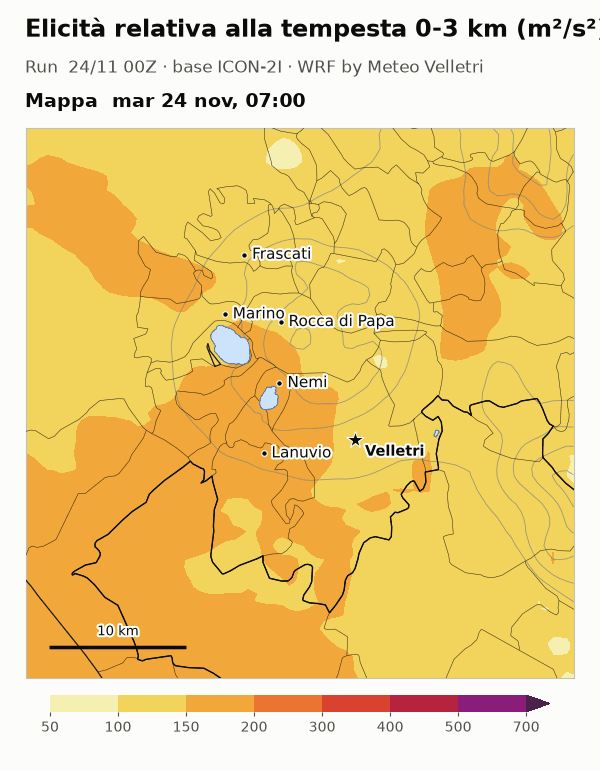 Elicità relativa alla tempesta 0-3 km (m²/s²)
Run 24/11 00Z · base ICON-2I · WRF by Meteo Velletri
Mappa mar 24 nov, 07:00
Frascati
Marino
Rocca di Papa
Nemi
Velletri
Lanuvio
10 km
50 100 150 200 300 400 500 700